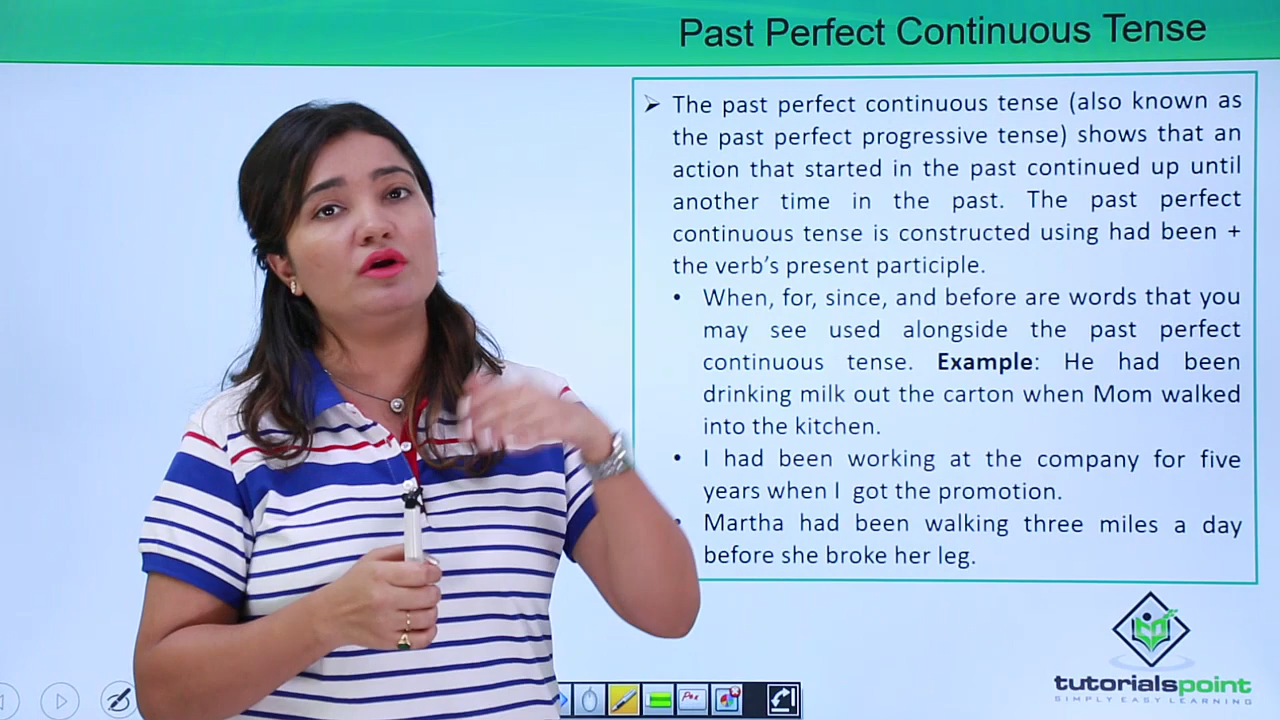 Past Perfect Continuous Tense
➢ The past perfect continuous tense (also known as
the past perfect progressive tense) shows that an
action that started in the past continued up until
another time in the past. The past perfect
continuous tense is constructed using had been +
the verb's present participle.
• When, for, since, and before are words that you
may see used alongside the past perfect
continuous tense. Example: He had been
drinking milk out the carton when Mom walked
into the kitchen.
• I had been working at the company for five
years when I got the promotion.
• Martha had been walking three miles a day
before she broke her leg.
tutorialspoint
SIMPLY EASY LEARNING